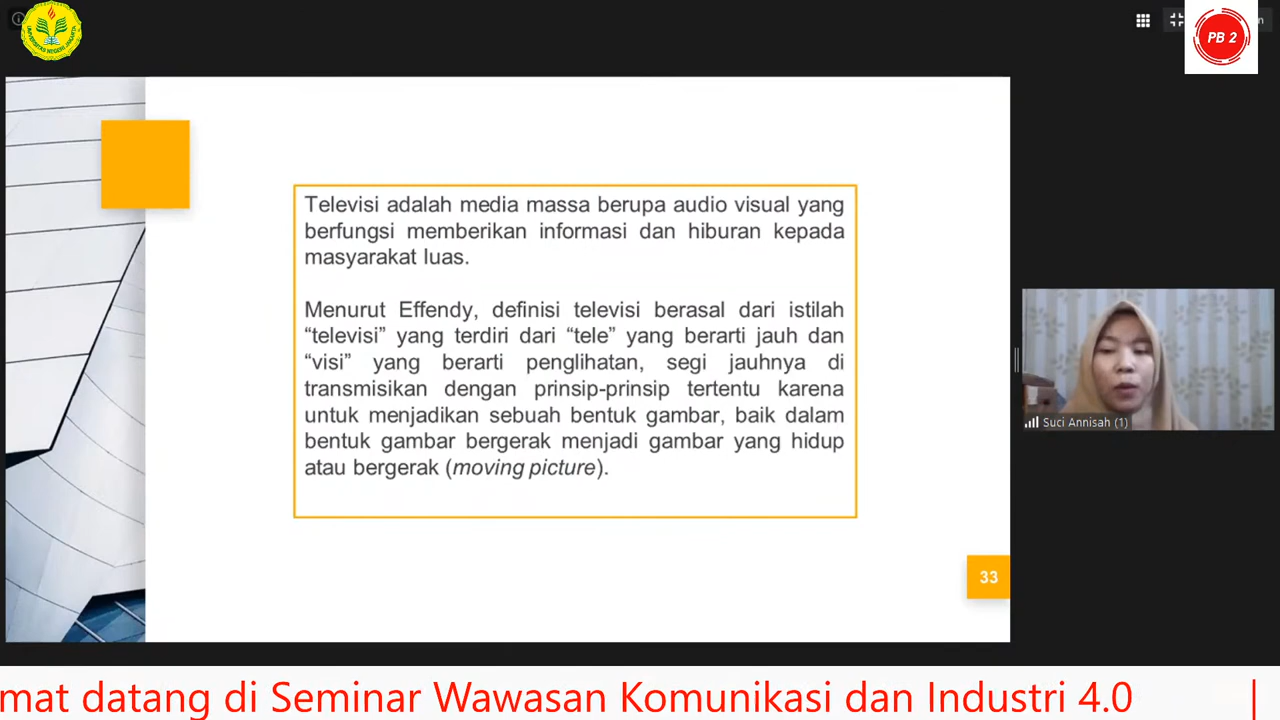 UNIVERSITAS NEGERI JAKARTA
PB 2
Televisi adalah media massa berupa audio visual yang
berfungsi memberikan informasi dan hiburan kepada
masyarakat luas.
Menurut Effendy, definisi televisi berasal dari istilah
“televisi” yang terdiri dari “tele” yang berarti jauh dan
“visi” yang berarti penglihatan, segi jauhnya di
transmisikan dengan prinsip-prinsip tertentu karena
untuk menjadikan sebuah bentuk gambar, baik dalam
bentuk gambar bergerak menjadi gambar yang hidup
atau bergerak (moving picture).
Suci Annisah (1)
33
mat datang di Seminar Wawasan Komunikasi dan Industri 4.0 |